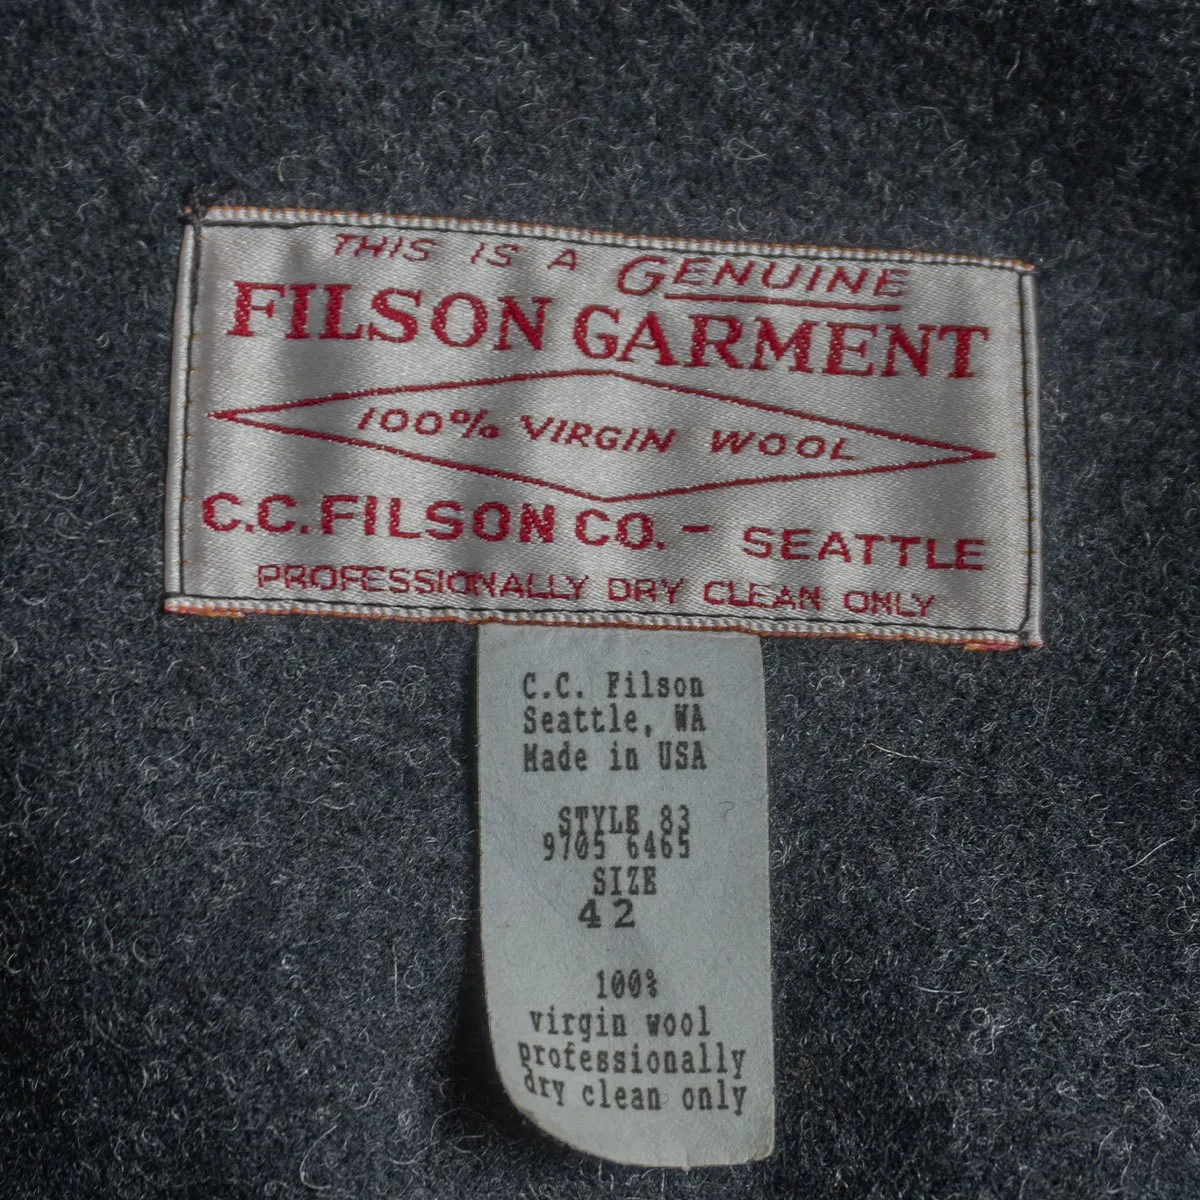 THIS IS A GENUINE
FILSON GARMENT
100% VIRGIN WOOL
C.C. FILSON CO. - SEATTLE
PROFESSIONALLY DRY CLEAN ONLY
C.C. Filson
Seattle, WA
Made in USA
STYLE 83
9705 6465
SIZE
42
100%
virgin wool
professionally
dry clean only